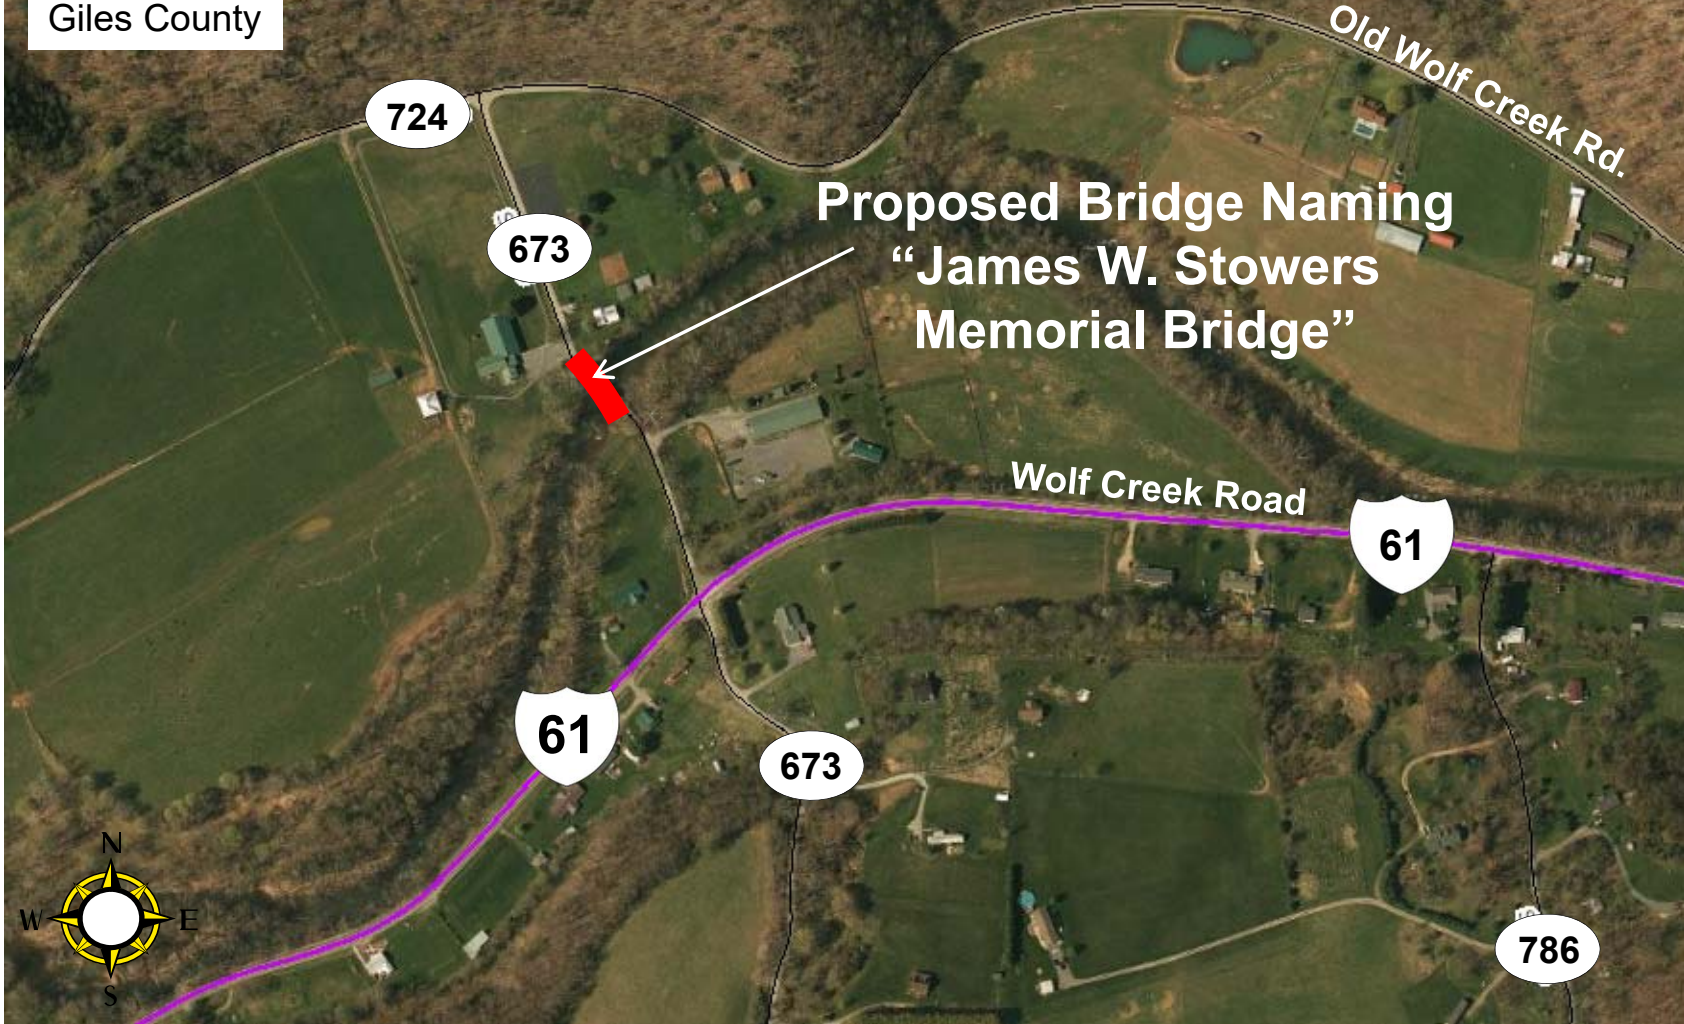 Giles County
Old Wolf Creek Rd.
724
673
Proposed Bridge Naming
“James W. Stowers
Memorial Bridge”
Wolf Creek Road
61
61
673
786
N
W
E
S